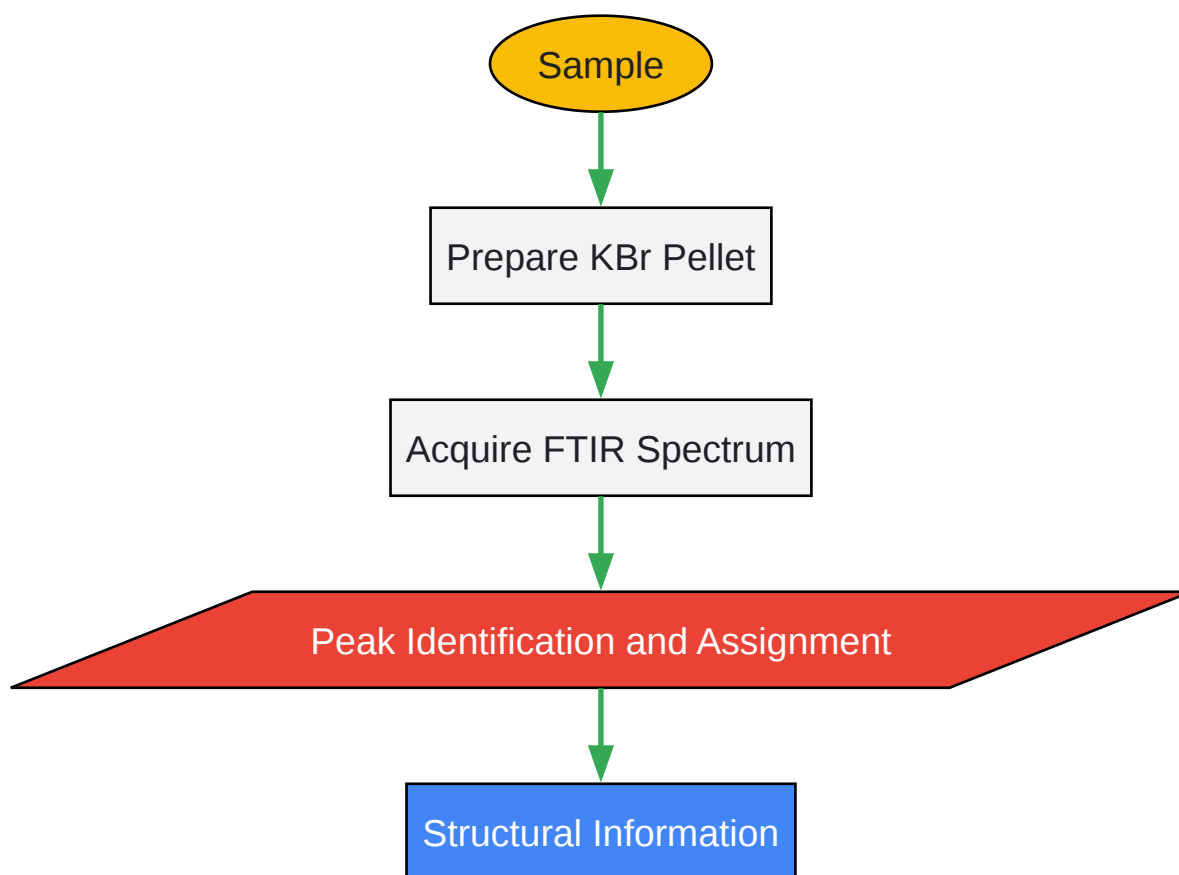 Sample
Prepare KBr Pellet
Acquire FTIR Spectrum
Peak Identification and Assignment
Structural Information